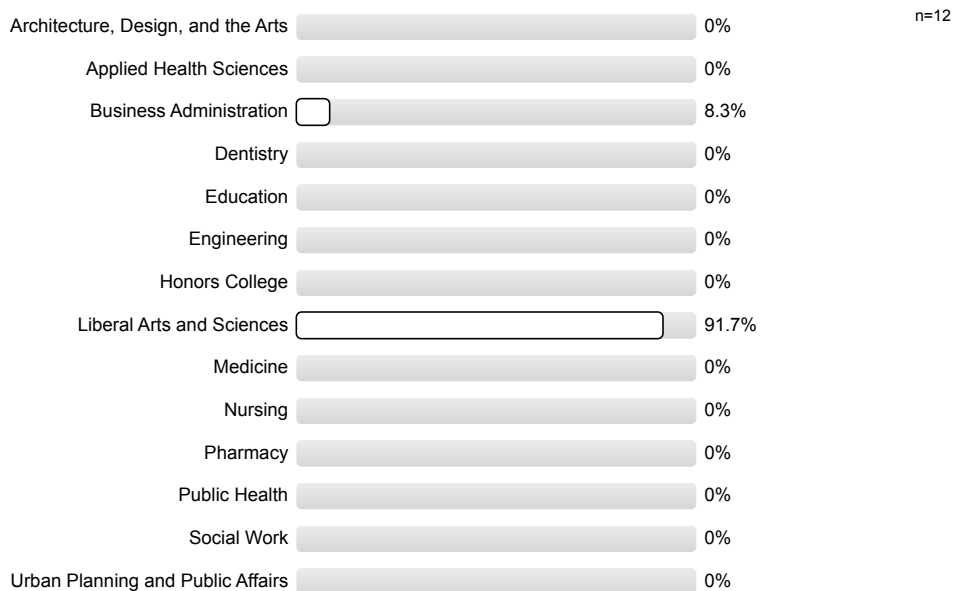 n=12
Architecture, Design, and the Arts 0%
Applied Health Sciences 0%
Business Administration 8.3%
Dentistry 0%
Education 0%
Engineering 0%
Honors College 0%
Liberal Arts and Sciences 91.7%
Medicine 0%
Nursing 0%
Pharmacy 0%
Public Health 0%
Social Work 0%
Urban Planning and Public Affairs 0%